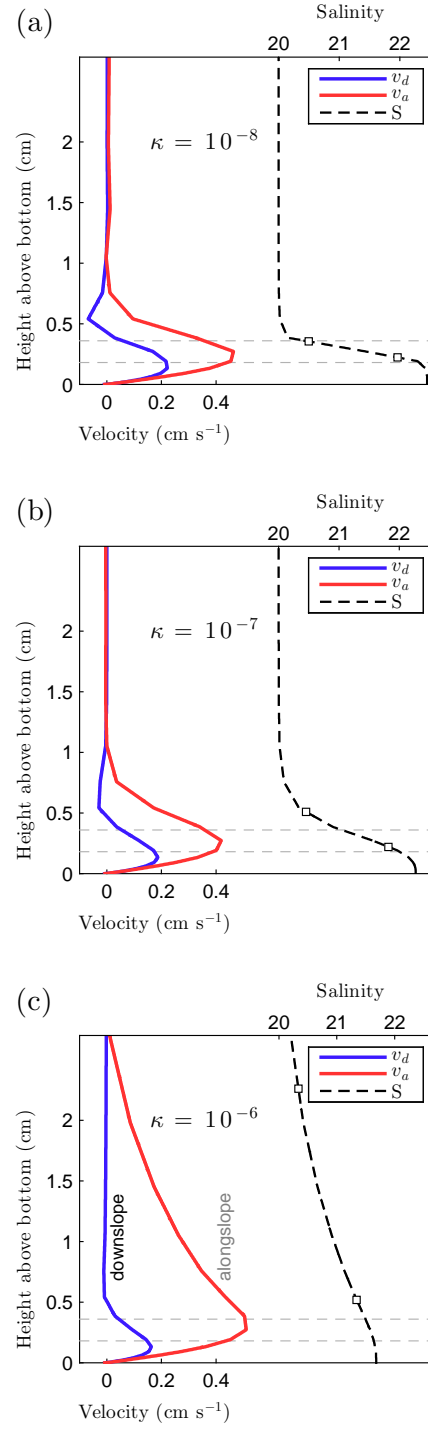 (a)
Salinity
20 21 22
v_d
v_a
S
κ = 10⁻⁸
Height above bottom (cm)
2
1.5
1
0.5
0
0 0.2 0.4
Velocity (cm s⁻¹)
(b)
Salinity
20 21 22
v_d
v_a
S
κ = 10⁻⁷
Height above bottom (cm)
2
1.5
1
0.5
0
0 0.2 0.4
Velocity (cm s⁻¹)
(c)
Salinity
20 21 22
v_d
v_a
S
κ = 10⁻⁶
Height above bottom (cm)
2
1.5
1
0.5
0
downslope
alongslope
0 0.2 0.4
Velocity (cm s⁻¹)